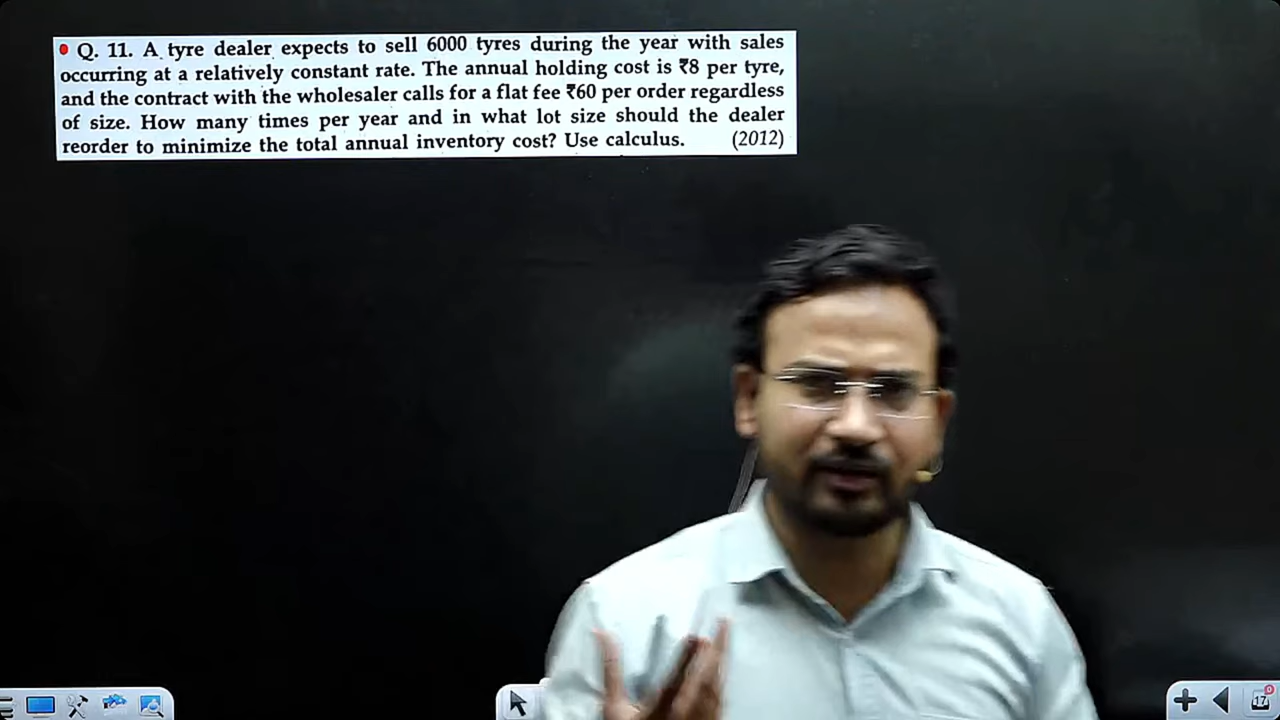 • Q. 11. A tyre dealer expects to sell 6000 tyres during the year with sales
occurring at a relatively constant rate. The annual holding cost is ₹8 per tyre,
and the contract with the wholesaler calls for a flat fee ₹60 per order regardless
of size. How many times per year and in what lot size should the dealer
reorder to minimize the total annual inventory cost? Use calculus. (2012)
17